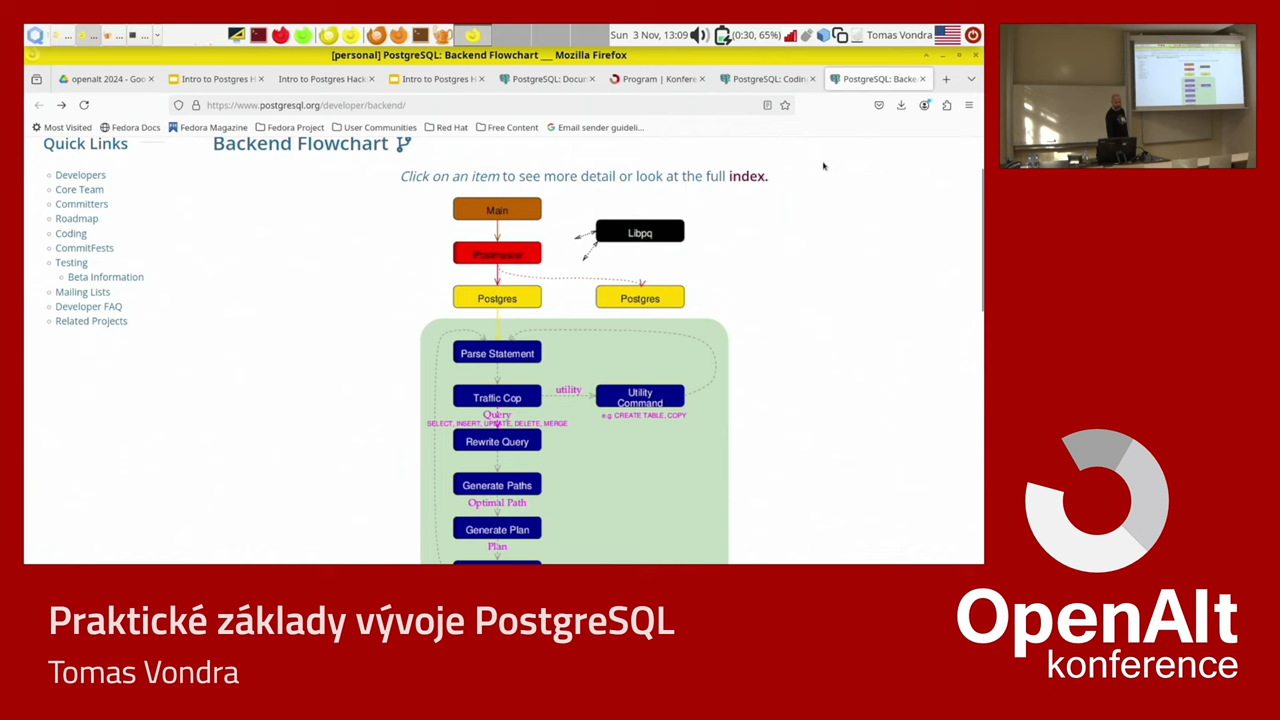 Sun 3 Nov, 13:09
(0:30, 65%)
Tomas Vondra
[personal] PostgreSQL: Backend Flowchart __ Mozilla Firefox
openalt 2024 - Goo
Intro to Postgres H
Intro to Postgres Hack
Intro to Postgres H
PostgreSQL: Docum
Program | Konfere
PostgreSQL: Codin
PostgreSQL: Backe
https://www.postgresql.org/developer/backend/
Most Visited
Fedora Docs
Fedora Magazine
Fedora Project
User Communities
Red Hat
Free Content
Email sender guideli...
Quick Links
Developers
Core Team
Committers
Roadmap
Coding
CommitFests
Testing
Beta Information
Mailing Lists
Developer FAQ
Related Projects
Backend Flowchart
Click on an item to see more detail or look at the full index.
Main
Libpq
Postmaster
Postgres
Postgres
Parse Statement
Traffic Cop
utility
Utility
Command
Query
e.g. CREATE TABLE, COPY
SELECT, INSERT, UPDATE, DELETE, MERGE
Rewrite Query
Generate Paths
Optimal Path
Generate Plan
Plan
Praktické základy vývoje PostgreSQL
Tomas Vondra
OpenAlt
konference